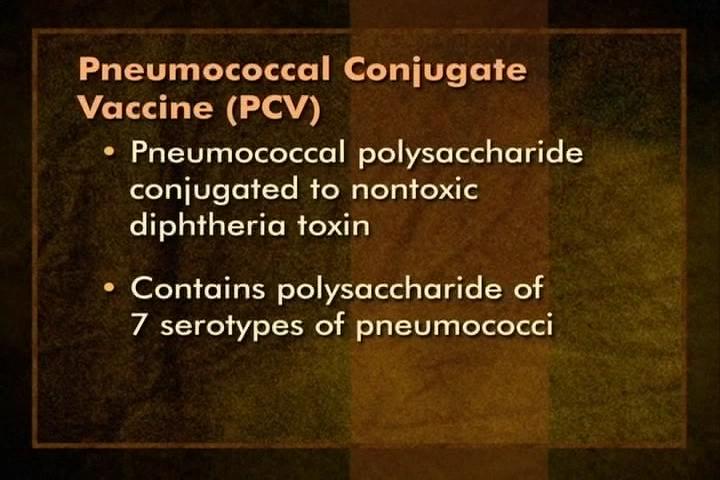 Pneumococcal Conjugate
Vaccine (PCV)
• Pneumococcal polysaccharide
conjugated to nontoxic
diphtheria toxin
• Contains polysaccharide of
7 serotypes of pneumococci